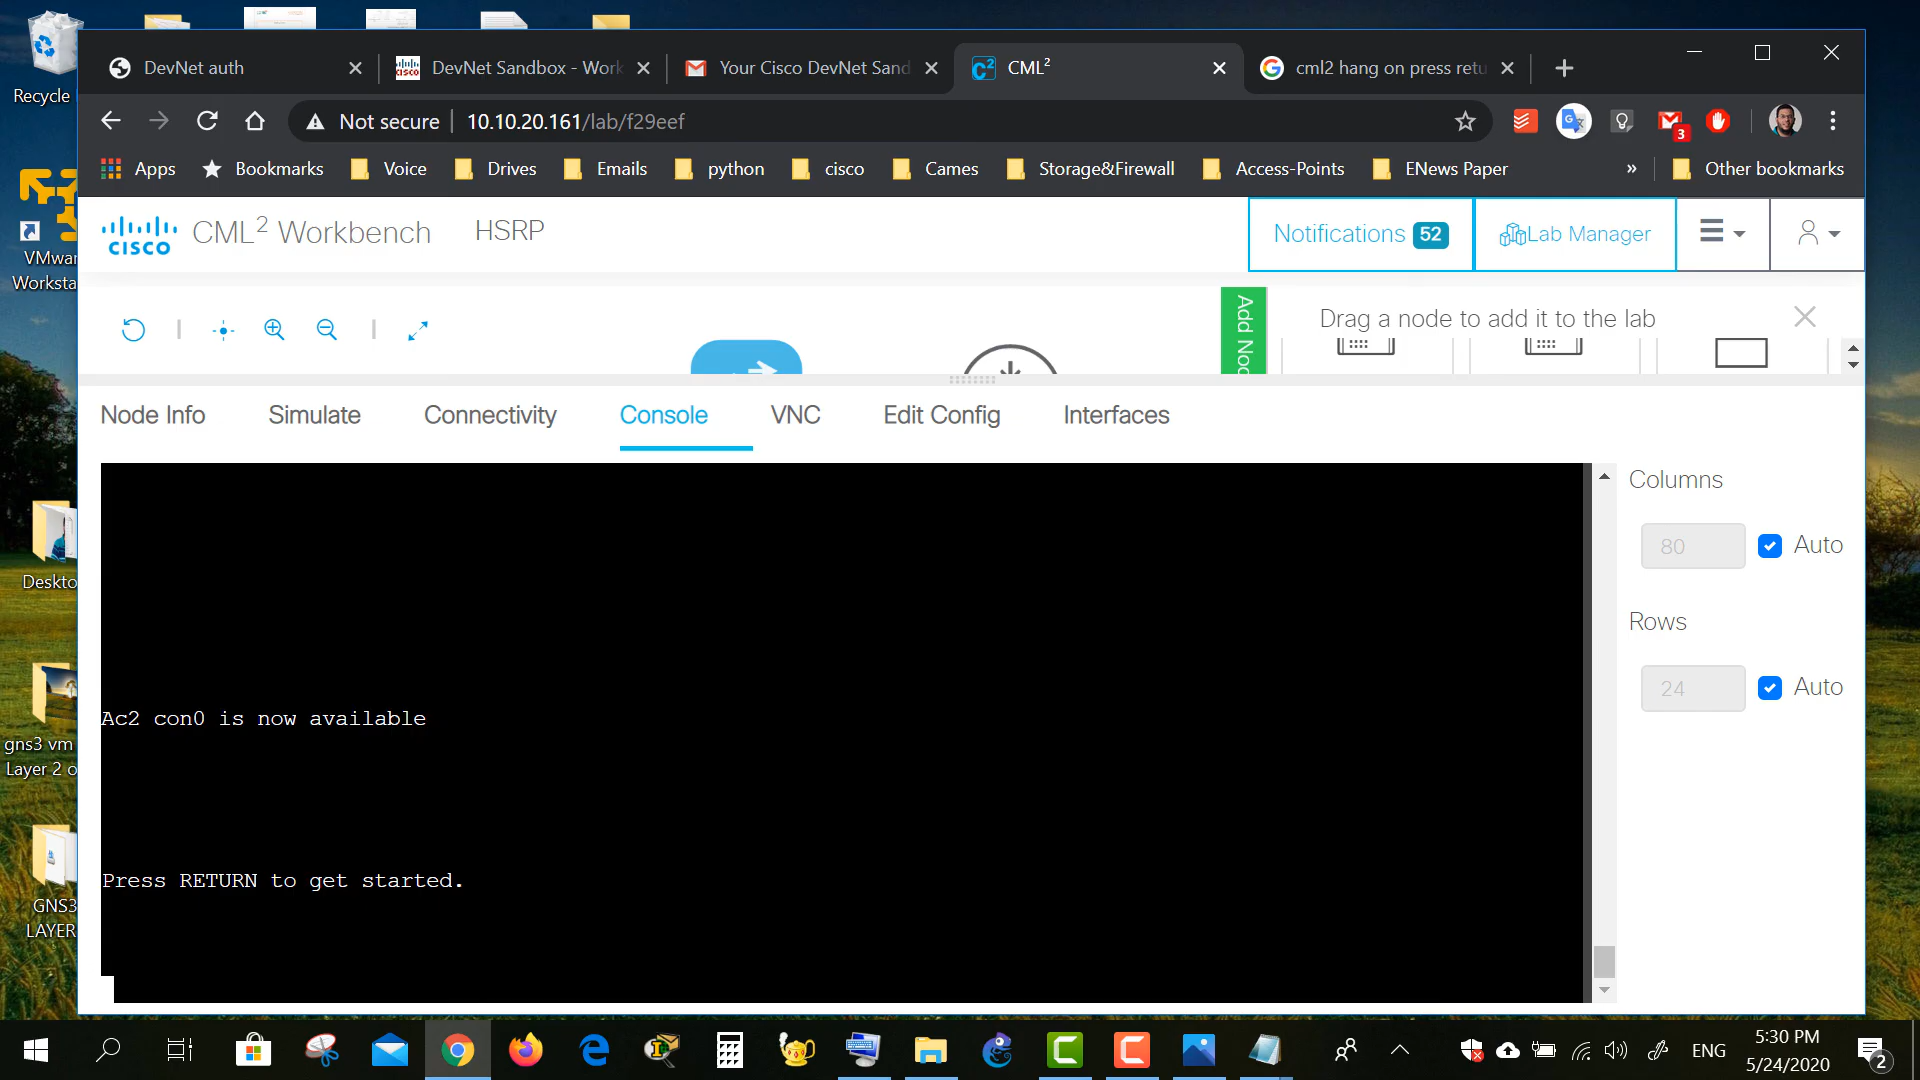 DevNet auth
DevNet Sandbox - Work
Your Cisco DevNet Sand
CML²
cml2 hang on press retu
Not secure
10.10.20.161/lab/f29eef
3
Apps
Bookmarks
Voice
Drives
Emails
python
cisco
Cames
Storage&Firewall
Access-Points
ENews Paper
»
Other bookmarks
CISCO
CML² Workbench
HSRP
Notifications 52
Lab Manager
Add Nod
Drag a node to add it to the lab
Node Info
Simulate
Connectivity
Console
VNC
Edit Config
Interfaces
Ac2 con0 is now available
Press RETURN to get started.
Columns
80
Auto
Rows
24
Auto
Recycle
VMwar
Worksta
Deskto
gns3 vm
Layer 2 o
GNS3
LAYER
ENG
5:30 PM
5/24/2020
2